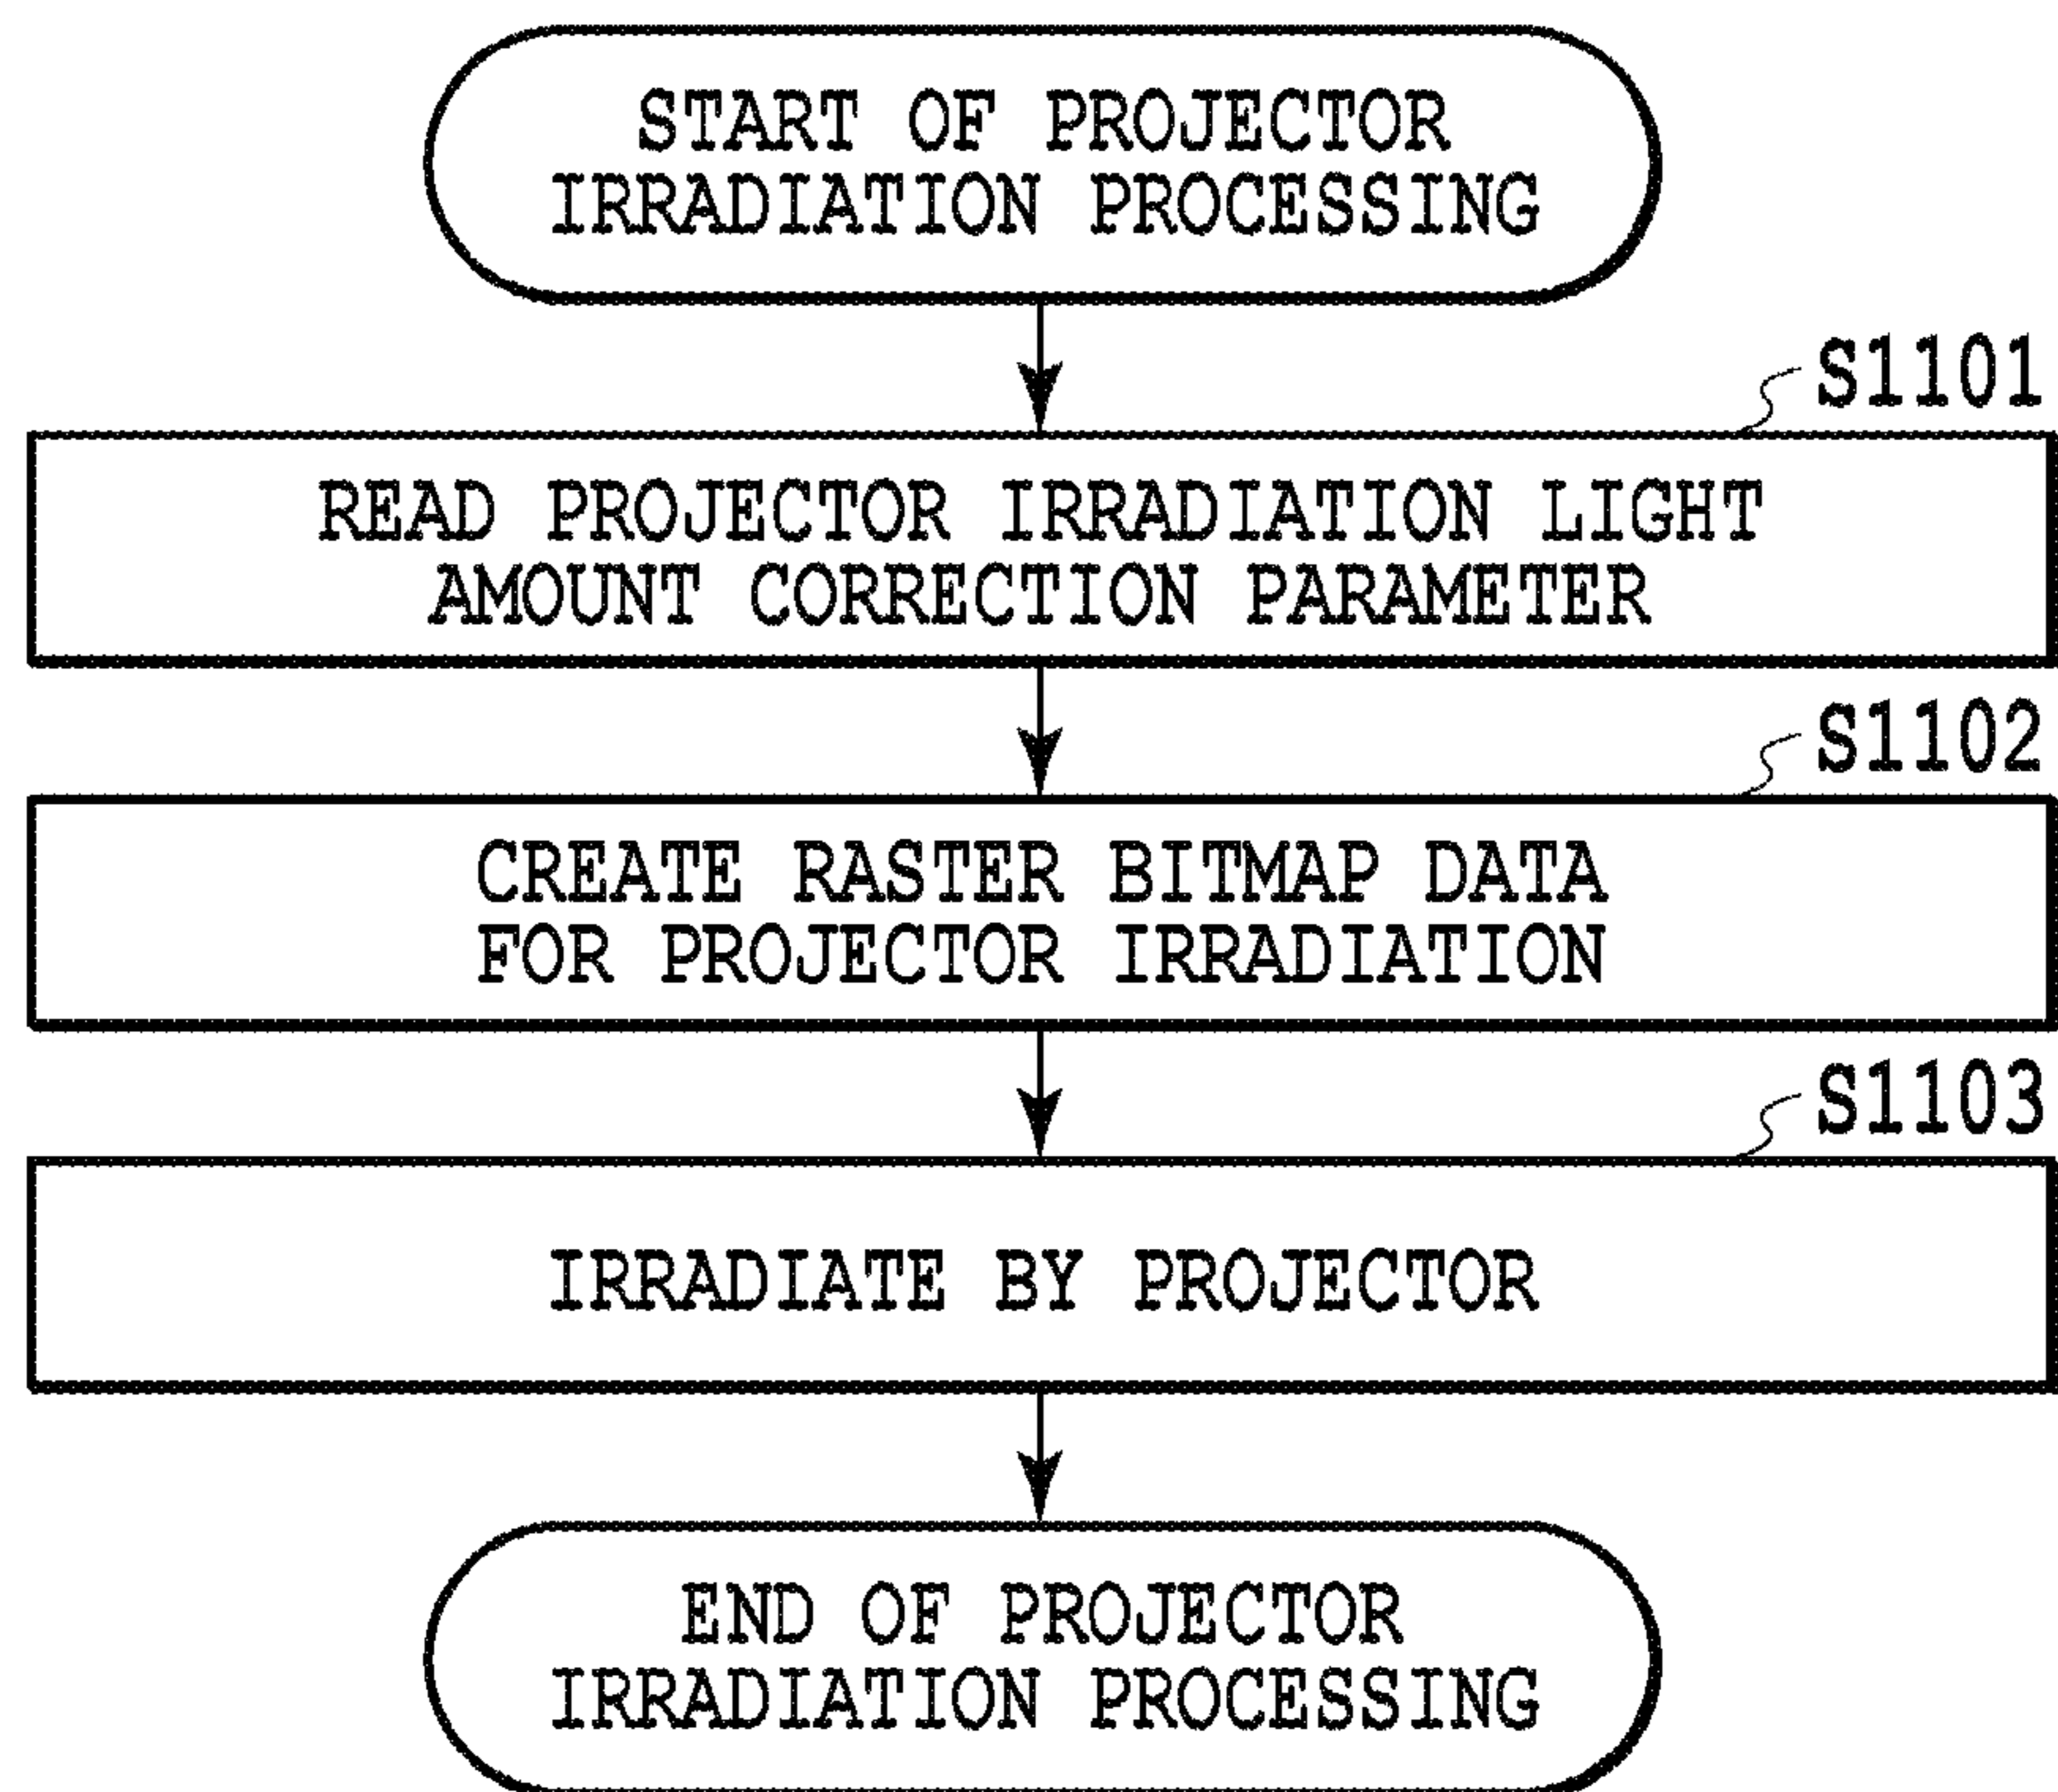 START OF PROJECTOR
IRRADIATION PROCESSING
S1101
READ PROJECTOR IRRADIATION LIGHT
AMOUNT CORRECTION PARAMETER
S1102
CREATE RASTER BITMAP DATA
FOR PROJECTOR IRRADIATION
S1103
IRRADIATE BY PROJECTOR
END OF PROJECTOR
IRRADIATION PROCESSING